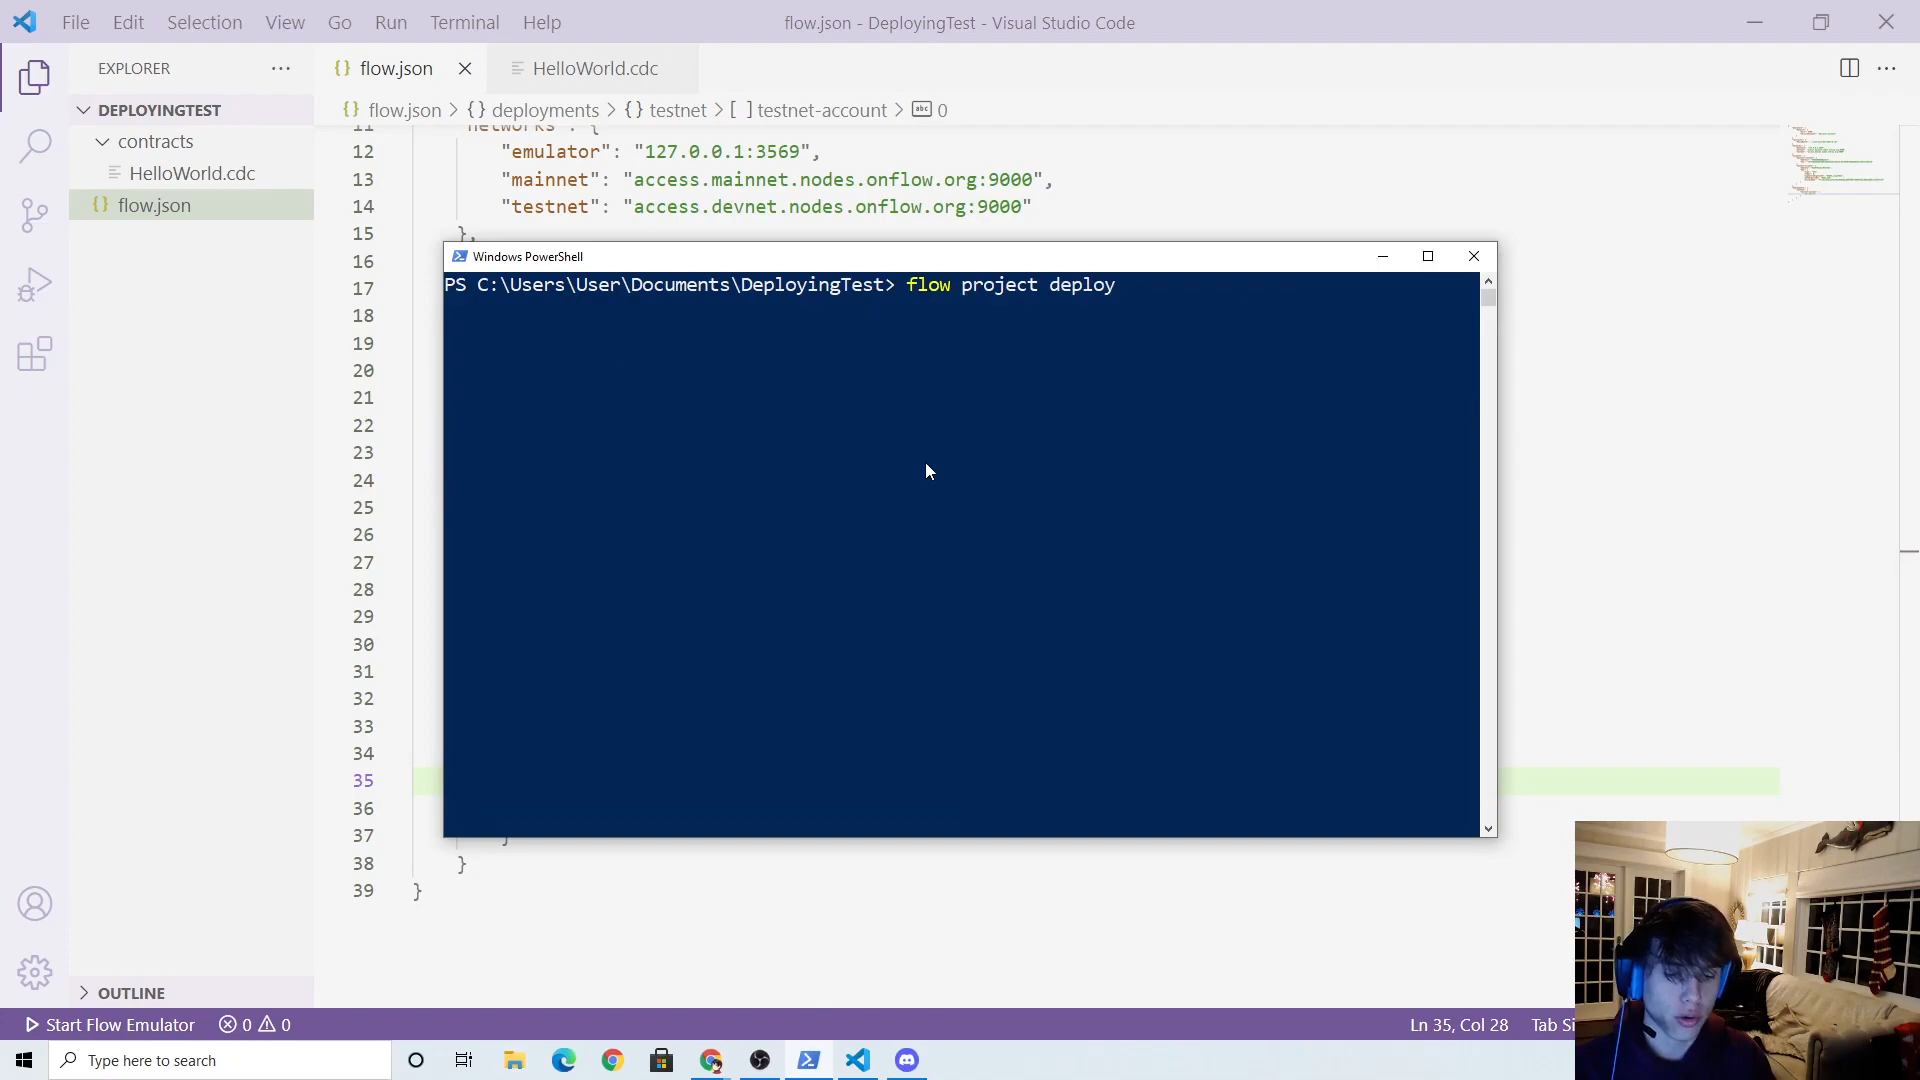 File Edit Selection View Go Run Terminal Help
flow.json - DeployingTest - Visual Studio Code
EXPLORER
flow.json
HelloWorld.cdc
DEPLOYINGTEST
flow.json > {} deployments > {} testnet > [ ] testnet-account > abc 0
contracts
HelloWorld.cdc
flow.json
11 "networks": {
12 "emulator": "127.0.0.1:3569",
13 "mainnet": "access.mainnet.nodes.onflow.org:9000",
14 "testnet": "access.devnet.nodes.onflow.org:9000"
15 },
16
17
18
19
20
21
22
23
24
25
26
27
28
29
30
31
32
33
34
35
36
37 }
38 }
39 }
Windows PowerShell
PS C:\Users\User\Documents\DeployingTest> flow project deploy
OUTLINE
Start Flow Emulator 0 0
Ln 35, Col 28 Tab Si
Type here to search